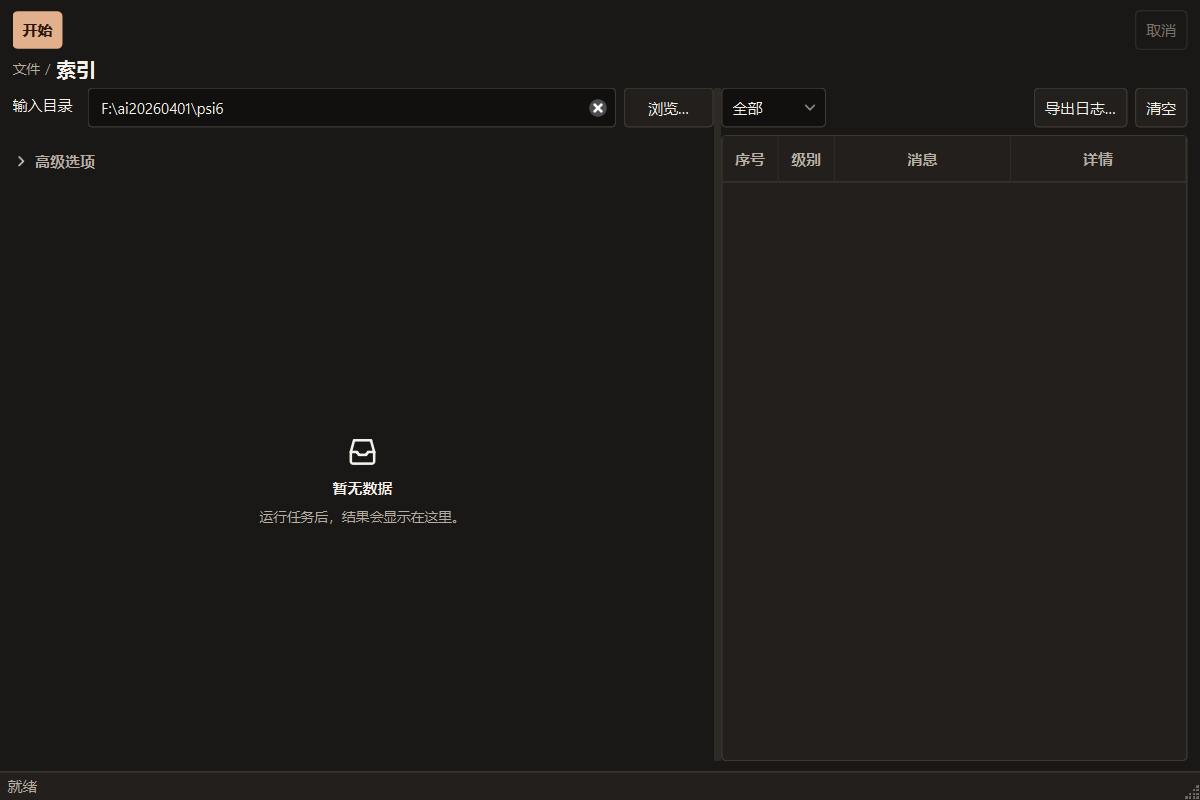 开始
取消
文件 / 索引
输入目录 F:\ai20260401\psi6 浏览... 全部 导出日志... 清空
高级选项
序号 级别 消息 详情
暂无数据
运行任务后，结果会显示在这里。
就绪